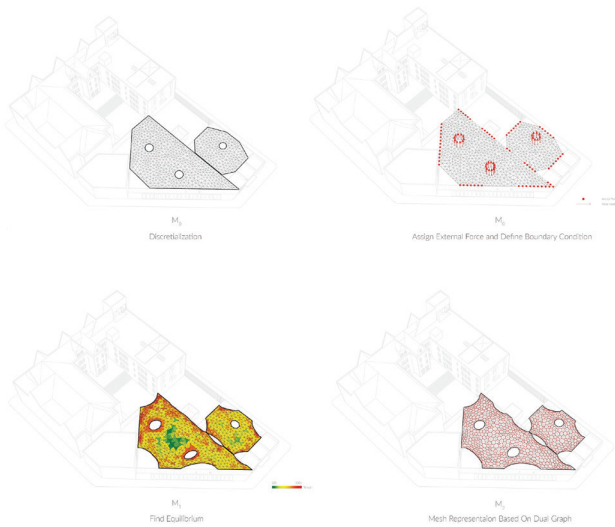 M0
Discretialization
M0
Assign External Force and Define Boundary Condition
M1
Find Equilibrium
Mesh Representaion Based On Dual Graph